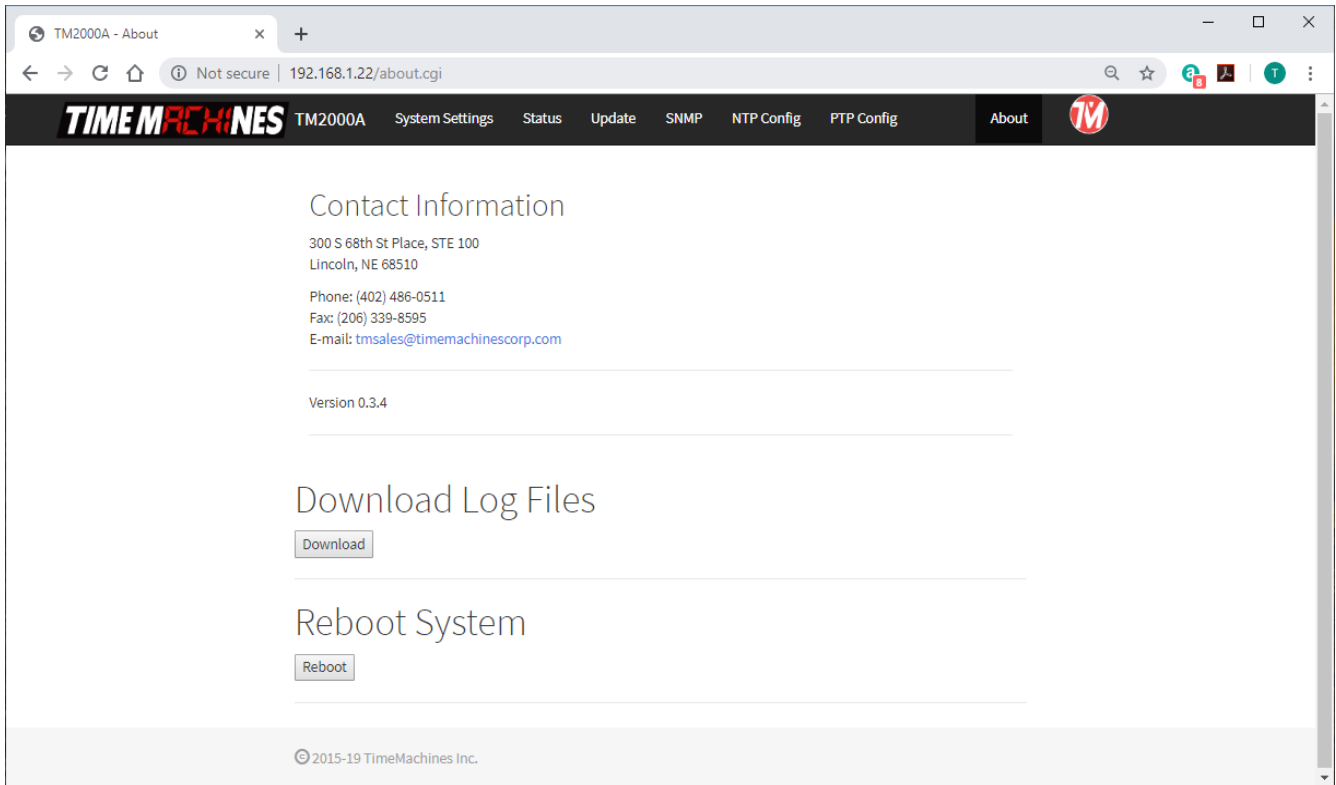 TM2000A - About
Not secure | 192.168.1.22/about.cgi
a 8 T
TIME MACHINES TM2000A System Settings Status Update SNMP NTP Config PTP Config About TM
Contact Information
300 S 68th St Place, STE 100
Lincoln, NE 68510
Phone: (402) 486-0511
Fax: (206) 339-8595
E-mail: tmsales@timemachinescorp.com
Version 0.3.4
Download Log Files
Download
Reboot System
Reboot
© 2015-19 TimeMachines Inc.